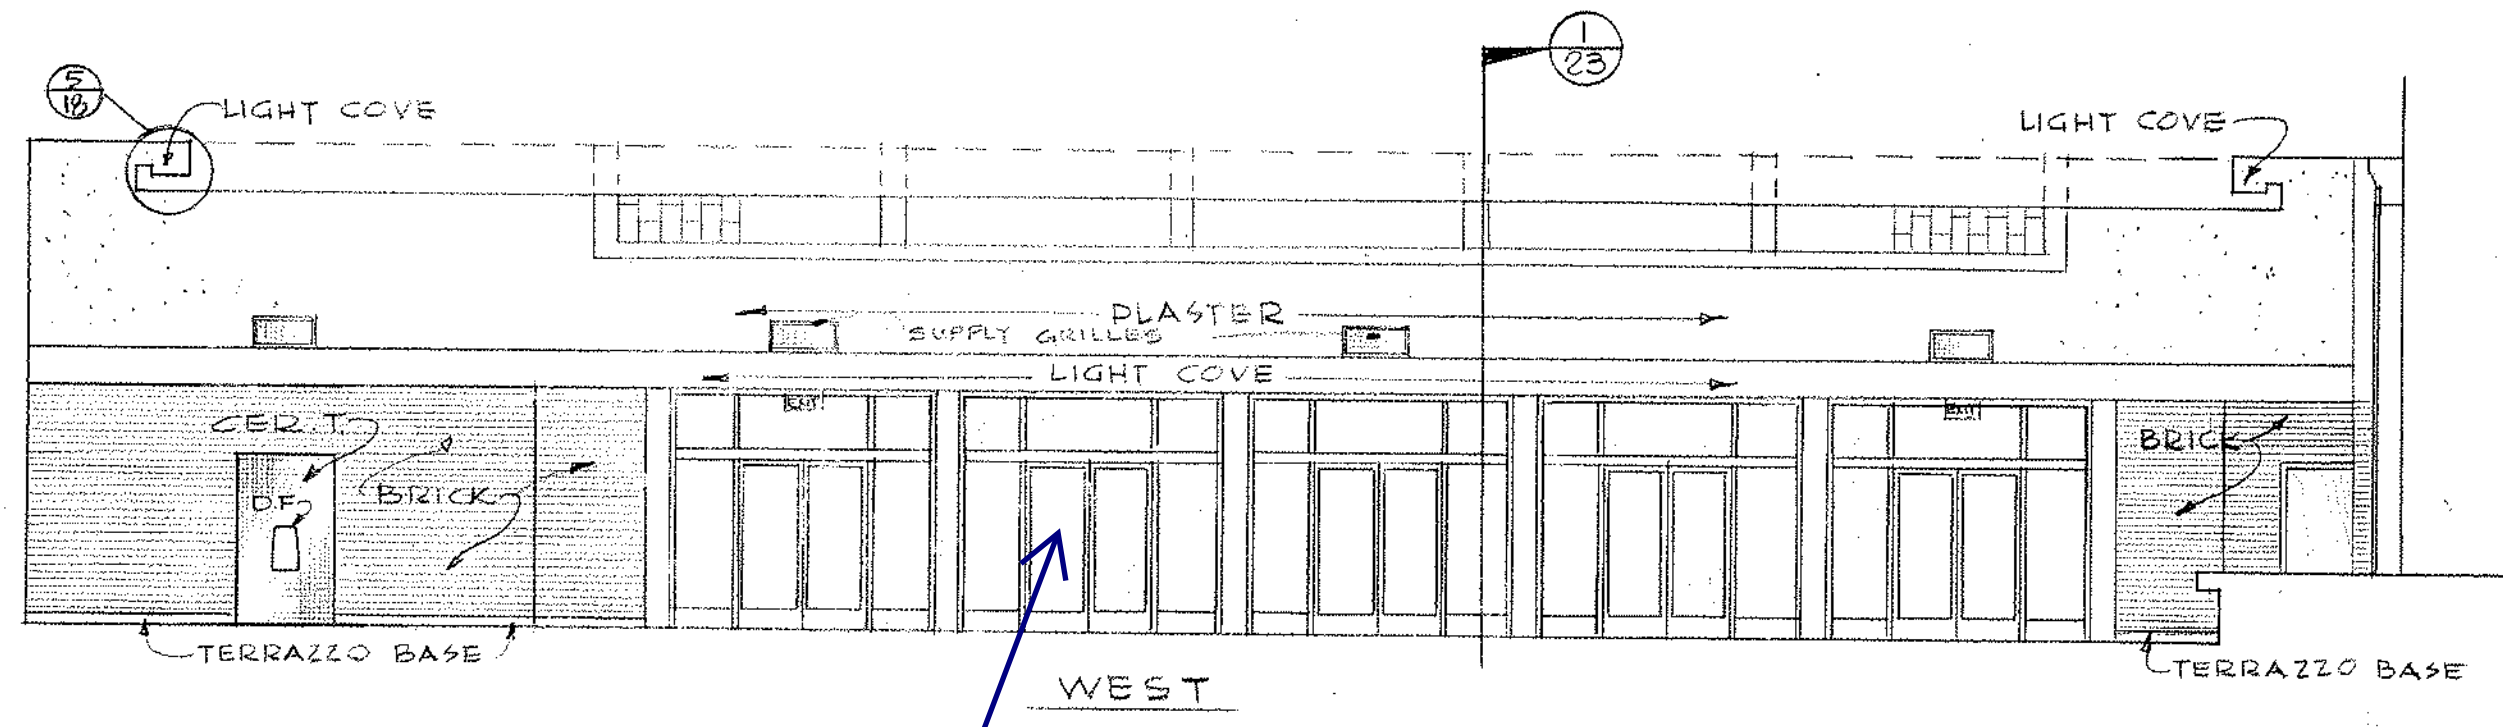 1
23
5
18
LIGHT COVE
LIGHT COVE
PLASTER
SUPPLY GRILLES
LIGHT COVE
EXIT
EXIT
CER. T.
BRICK
D.F.
BRICK
TERRAZZO BASE
TERRAZZO BASE
WEST